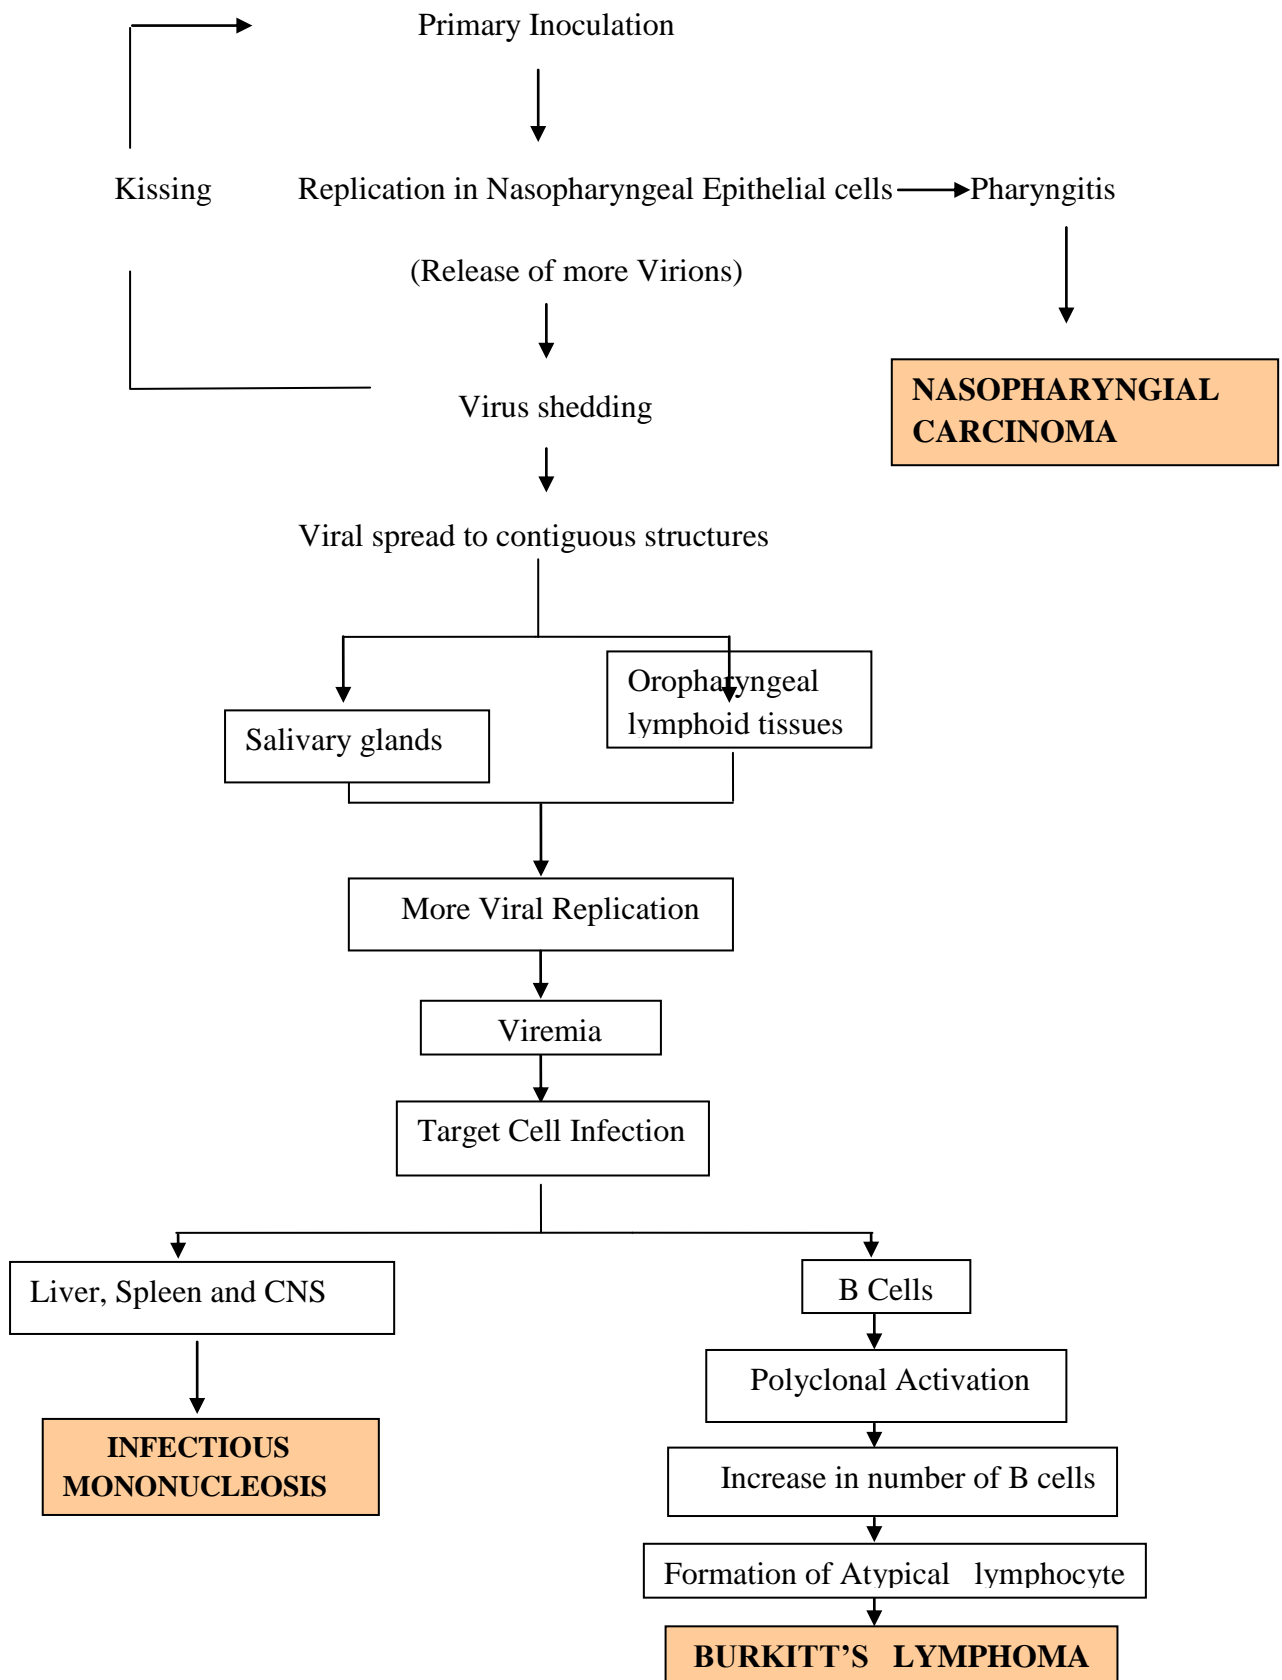 Primary Inoculation
Kissing
Replication in Nasopharyngeal Epithelial cells
Pharyngitis
(Release of more Virions)
NASOPHARYNGIAL
CARCINOMA
Virus shedding
Viral spread to contiguous structures
Oropharyngeal
lymphoid tissues
Salivary glands
More Viral Replication
Viremia
Target Cell Infection
Liver, Spleen and CNS
B Cells
Polyclonal Activation
INFECTIOUS
MONONUCLEOSIS
Increase in number of B cells
Formation of Atypical lymphocyte
BURKITT’S LYMPHOMA